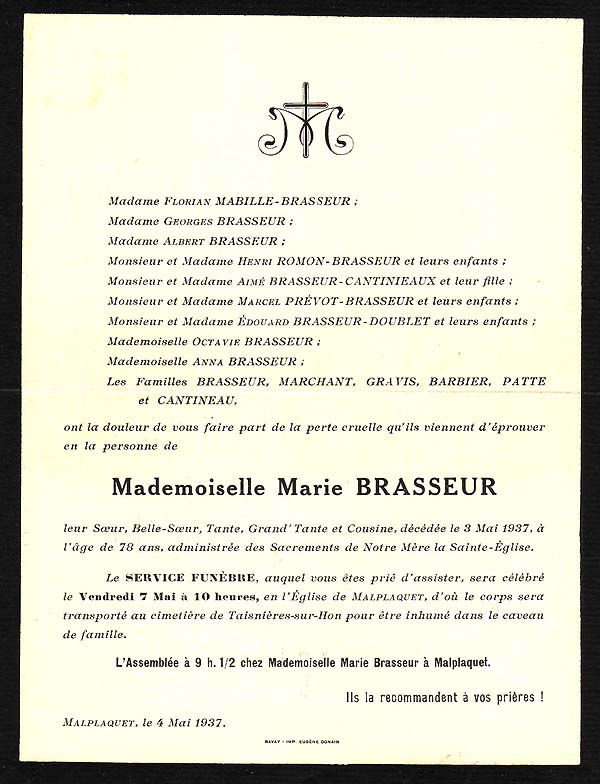 Madame FLORIAN MABILLE-BRASSEUR ;
Madame GEORGES BRASSEUR ;
Madame ALBERT BRASSEUR ;
Monsieur et Madame HENRI ROMON-BRASSEUR et leurs enfants ;
Monsieur et Madame AIMÉ BRASSEUR-CANTINIEAUX et leur fille ;
Monsieur et Madame MARCEL PRÉVOT-BRASSEUR et leurs enfants ;
Monsieur et Madame ÉDOUARD BRASSEUR-DOUBLET et leurs enfants ;
Mademoiselle OCTAVIE BRASSEUR ;
Mademoiselle ANNA BRASSEUR ;
Les Familles BRASSEUR, MARCHANT, GRAVIS, BARBIER, PATTE
et CANTINEAU,
ont la douleur de vous faire part de la perte cruelle qu'ils viennent d'éprouver
en la personne de
Mademoiselle Marie BRASSEUR
leur Sœur, Belle-Sœur, Tante, Grand'Tante et Cousine, décédée le 3 Mai 1937, à
l'âge de 78 ans, administrée des Sacrements de Notre Mère la Sainte-Église.
Le SERVICE FUNÈBRE, auquel vous êtes prié d'assister, sera célébré
le Vendredi 7 Mai à 10 heures, en l'Église de MALPLAQUET, d'où le corps sera
transporté au cimetière de Taisnières-sur-Hon pour être inhumé dans le caveau
de famille.
L'Assemblée à 9 h. 1/2 chez Mademoiselle Marie Brasseur à Malplaquet.
Ils la recommandent à vos prières !
MALPLAQUET, le 4 Mai 1937.
BAVAY - IMP. EUGÈNE DONAIN